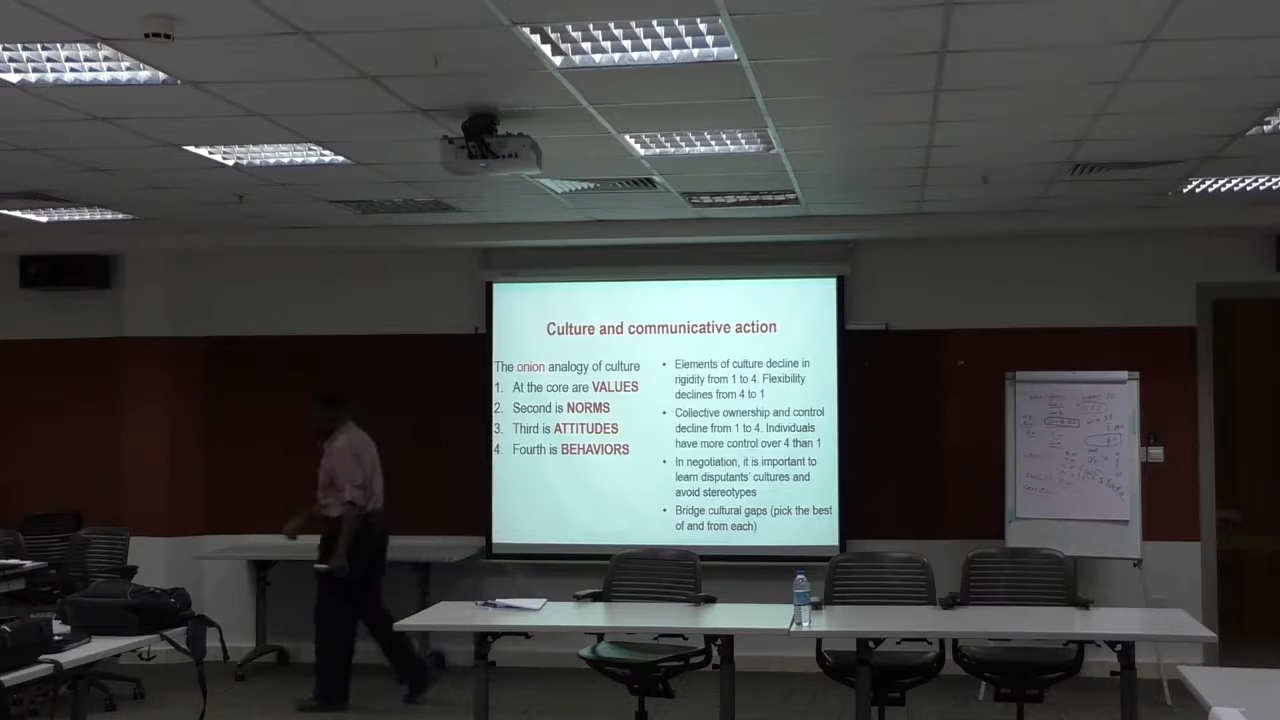 Culture and communicative action
The onion analogy of culture
1. At the core are VALUES
2. Second is NORMS
3. Third is ATTITUDES
4. Fourth is BEHAVIORS
• Elements of culture decline in
rigidity from 1 to 4. Flexibility
declines from 4 to 1
• Collective ownership and control
decline from 1 to 4. Individuals
have more control over 4 than 1
• In negotiation, it is important to
learn disputants' cultures and
avoid stereotypes
• Bridge cultural gaps (pick the best
of and from each)